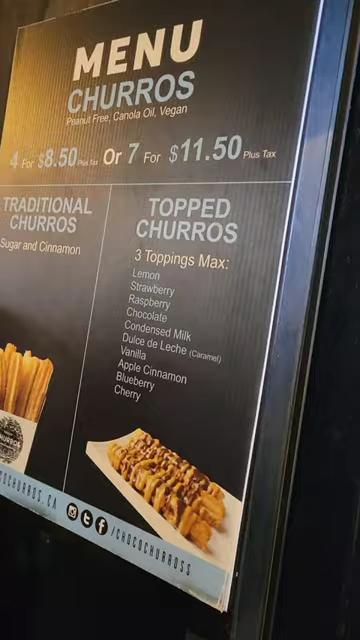 MENU
CHURROS
Peanut Free, Canola Oil, Vegan
4 For $8.50 Plus Tax Or 7 For $11.50 Plus Tax
TRADITIONAL
CHURROS
Sugar and Cinnamon
TOPPED
CHURROS
3 Toppings Max:
Lemon
Strawberry
Raspberry
Chocolate
Condensed Milk
Dulce de Leche (Caramel)
Vanilla
Apple Cinnamon
Blueberry
Cherry
/CHOCOCHURROSS